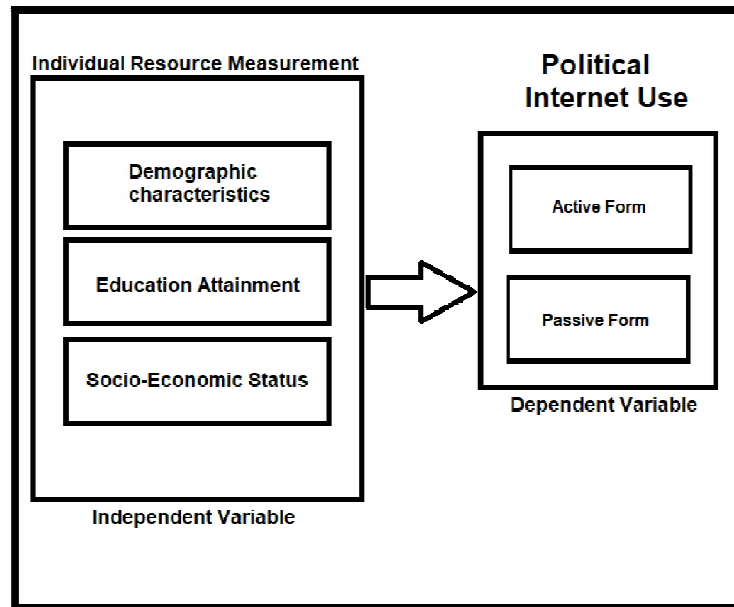 Individual Resource Measurement
Demographic
characteristics
Education Attainment
Socio-Economic Status
Independent Variable
Political
Internet Use
Active Form
Passive Form
Dependent Variable